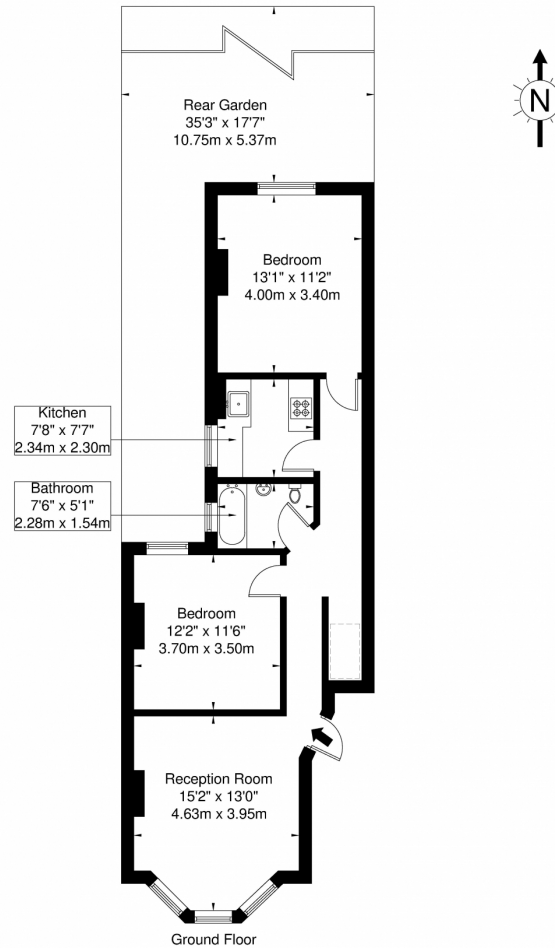 Rear Garden
35'3" x 17'7"
10.75m x 5.37m
N
Bedroom
13'1" x 11'2"
4.00m x 3.40m
Kitchen
7'8" x 7'7"
2.34m x 2.30m
Bathroom
7'6" x 5'1"
2.28m x 1.54m
Bedroom
12'2" x 11'6"
3.70m x 3.50m
Reception Room
15'2" x 13'0"
4.63m x 3.95m
Ground Floor